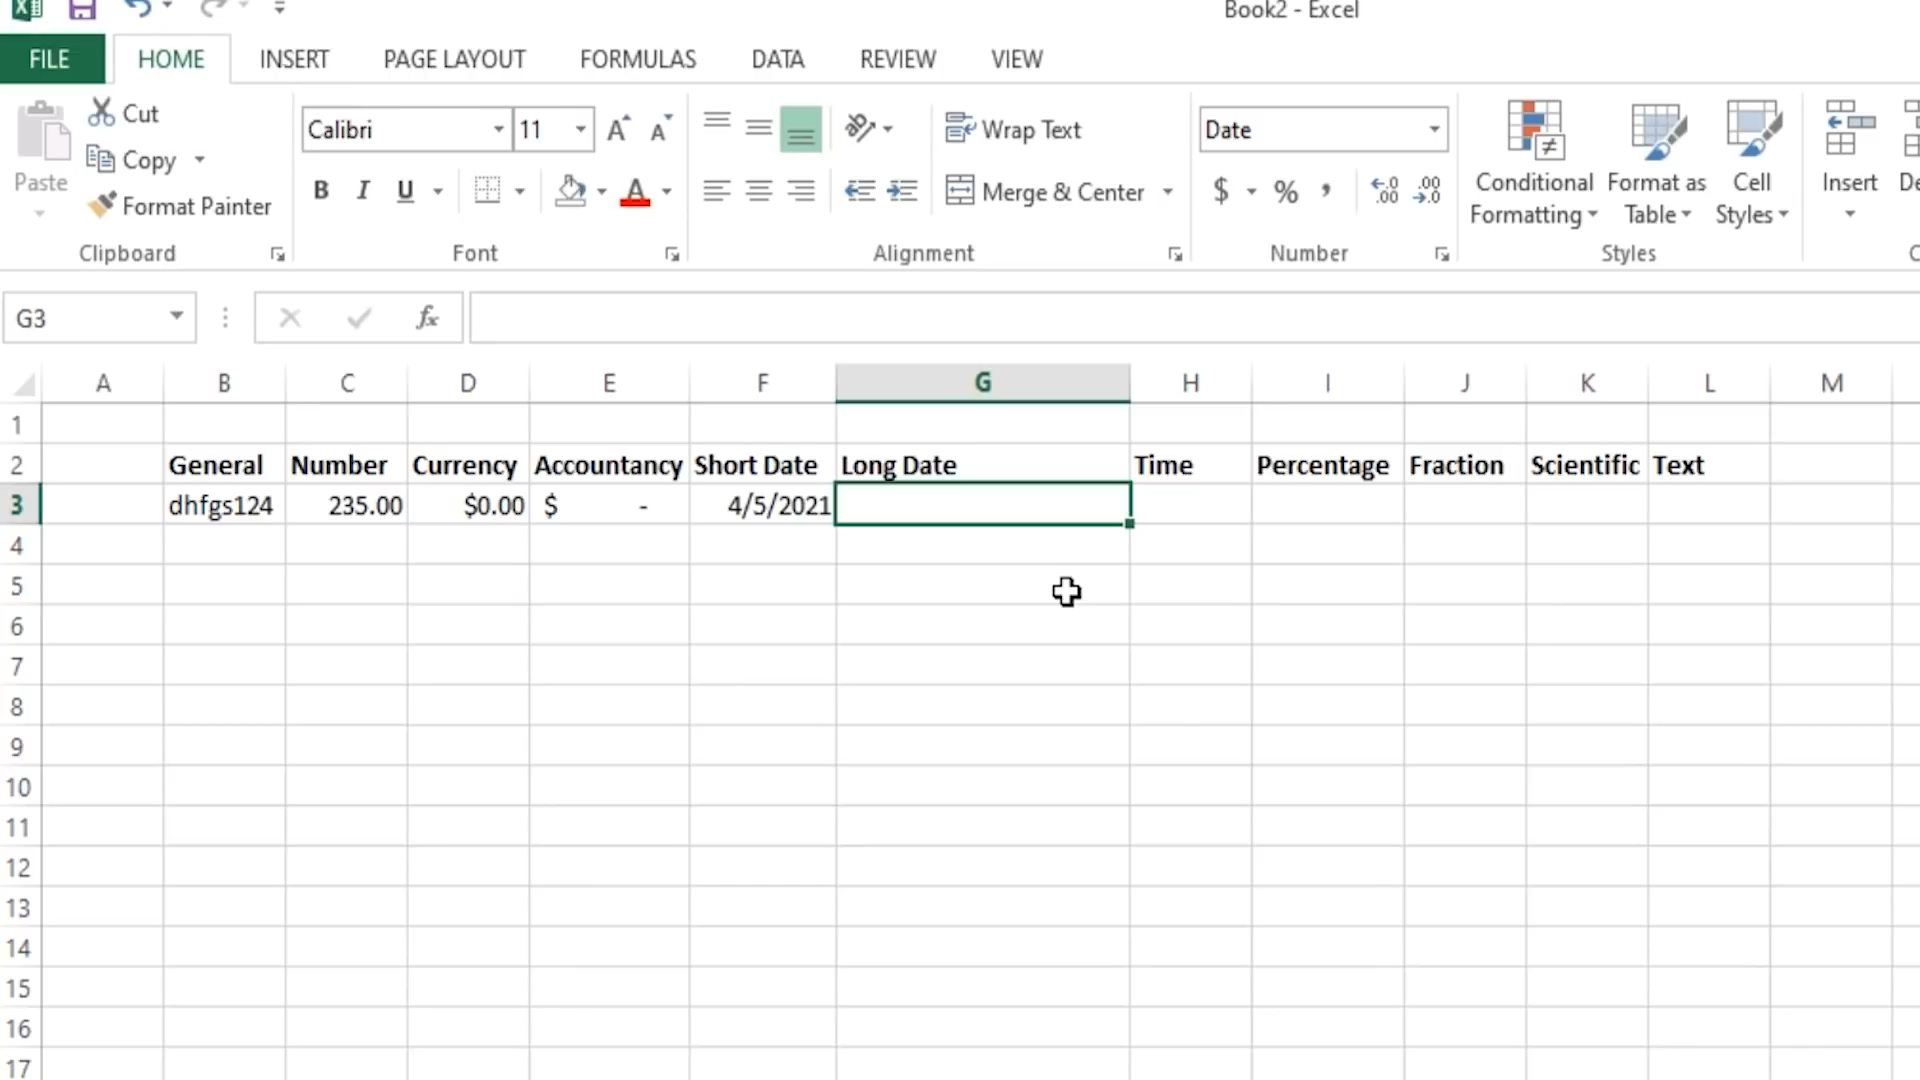 Book2 - Excel
FILE HOME INSERT PAGE LAYOUT FORMULAS DATA REVIEW VIEW
Paste
Cut
Copy
Format Painter
Clipboard
Calibri 11
B I U
Font
Wrap Text
Merge & Center
Alignment
Date
$ % ,
Number
Conditional Formatting
Format as Table
Cell Styles
Styles
Insert
G3
fx
A B C D E F G H I J K L M
1
2 General Number Currency Accountancy Short Date Long Date Time Percentage Fraction Scientific Text
3 dhfgs124 235.00 $0.00 $ - 4/5/2021
4
5
6
7
8
9
10
11
12
13
14
15
16
17